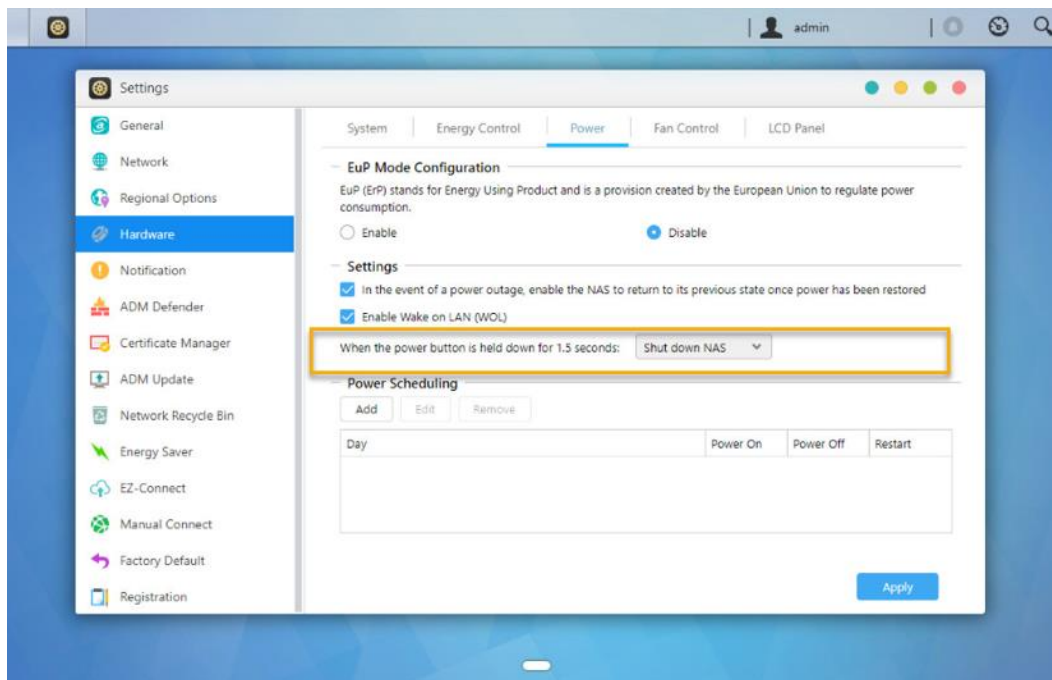 admin
Settings
General
Network
Regional Options
Hardware
Notification
ADM Defender
Certificate Manager
ADM Update
Network Recycle Bin
Energy Saver
EZ-Connect
Manual Connect
Factory Default
Registration
System Energy Control Power Fan Control LCD Panel
EuP Mode Configuration
EuP (ErP) stands for Energy Using Product and is a provision created by the European Union to regulate power
consumption.
Enable Disable
Settings
In the event of a power outage, enable the NAS to return to its previous state once power has been restored
Enable Wake on LAN (WOL)
When the power button is held down for 1.5 seconds: Shut down NAS
Power Scheduling
Add Edit Remove
Day Power On Power Off Restart
Apply